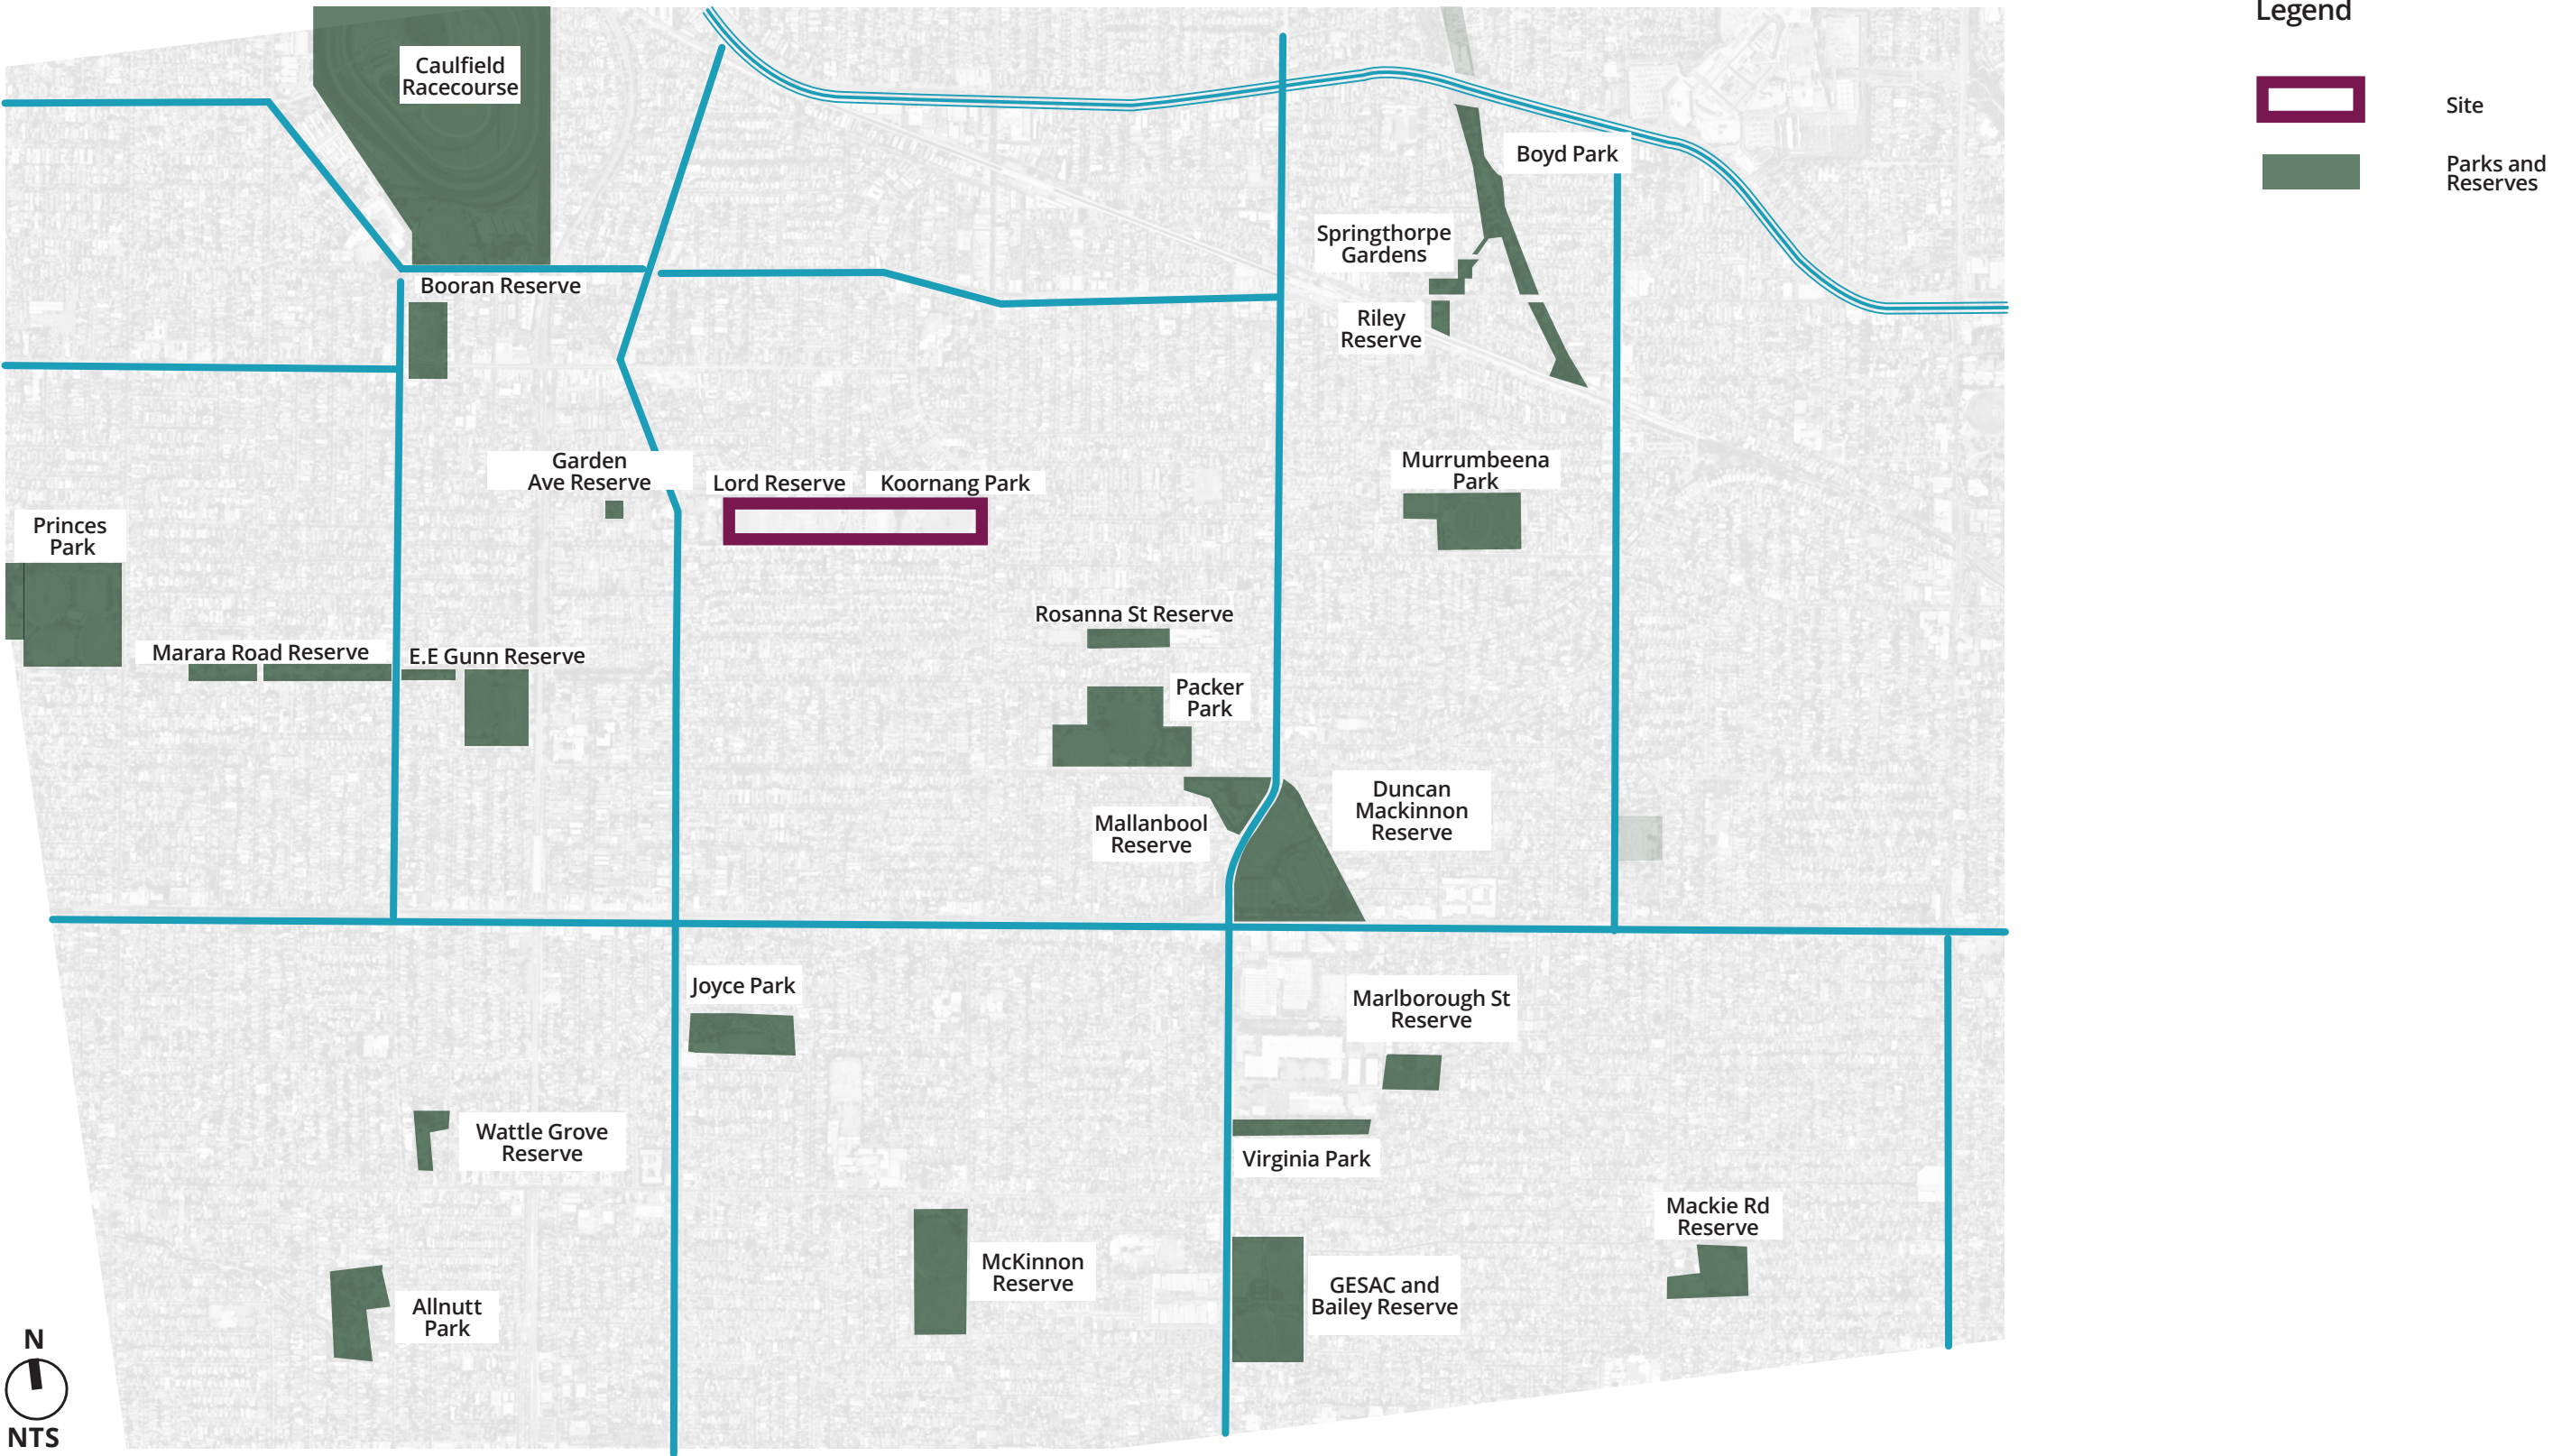 Legend
Site
Parks and
Reserves
Caulfield
Racecourse
Boyd Park
Springthorpe
Gardens
Booran Reserve
Riley
Reserve
Garden
Ave Reserve
Lord Reserve
Koornang Park
Murrumbeena
Park
Princes
Park
Rosanna St Reserve
Marara Road Reserve
E.E Gunn Reserve
Packer
Park
Duncan
Mackinnon
Reserve
Mallanbool
Reserve
Joyce Park
Marlborough St
Reserve
Wattle Grove
Reserve
Virginia Park
Mackie Rd
Reserve
McKinnon
Reserve
GESAC and
Bailey Reserve
Allnutt
Park
N
NTS